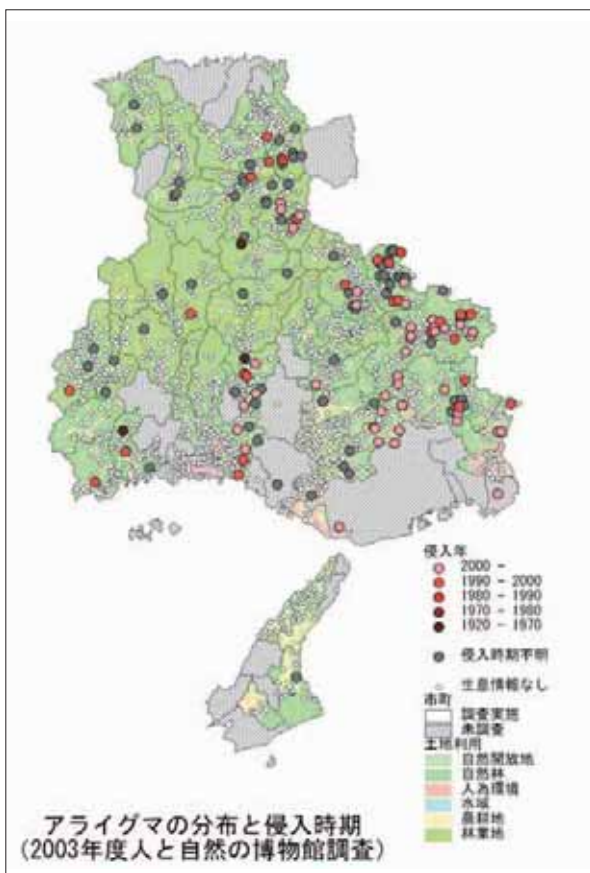 侵入年
2000 -
1990 - 2000
1980 - 1990
1970 - 1980
1920 - 1970
侵入時期不明
生息情報なし
市町
調査実施
未調査
土地利用
自然開放地
自然林
人為環境
水域
農耕地
林業地
アライグマの分布と侵入時期
(2003年度人と自然の博物館調査)